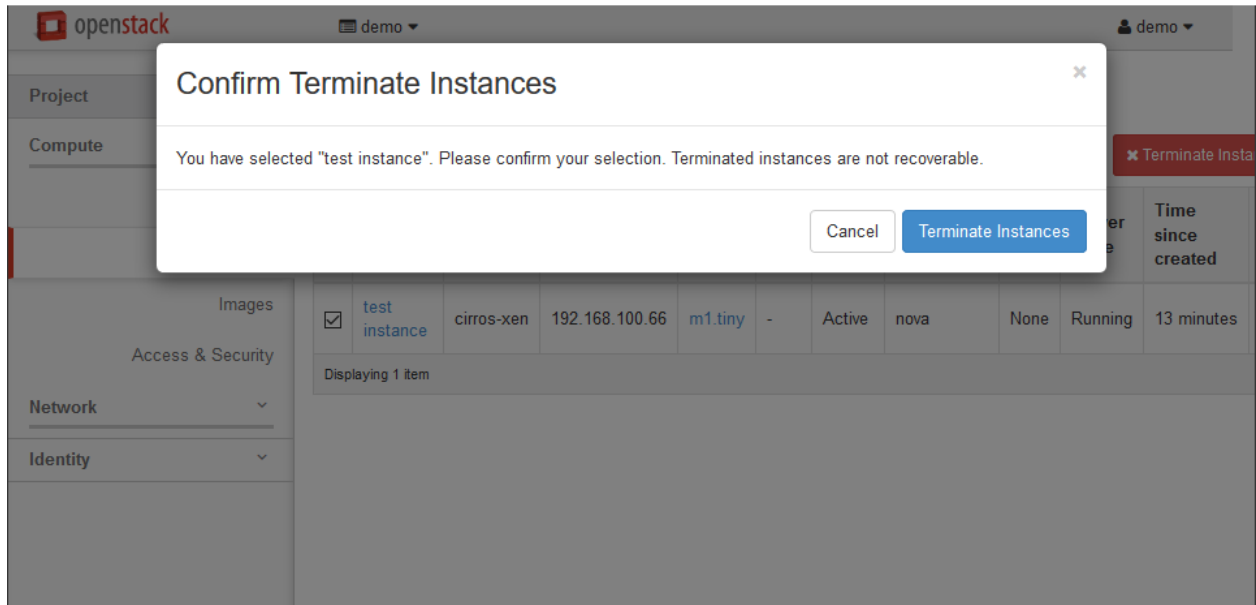 openstack
demo
demo
Confirm Terminate Instances
×
Project
Compute
You have selected "test instance". Please confirm your selection. Terminated instances are not recoverable.
Terminate Insta
Cancel
Terminate Instances
Time
since
created
Images
test
instance
cirros-xen
192.168.100.66
m1.tiny
-
Active
nova
None
Running
13 minutes
Access & Security
Displaying 1 item
Network
Identity